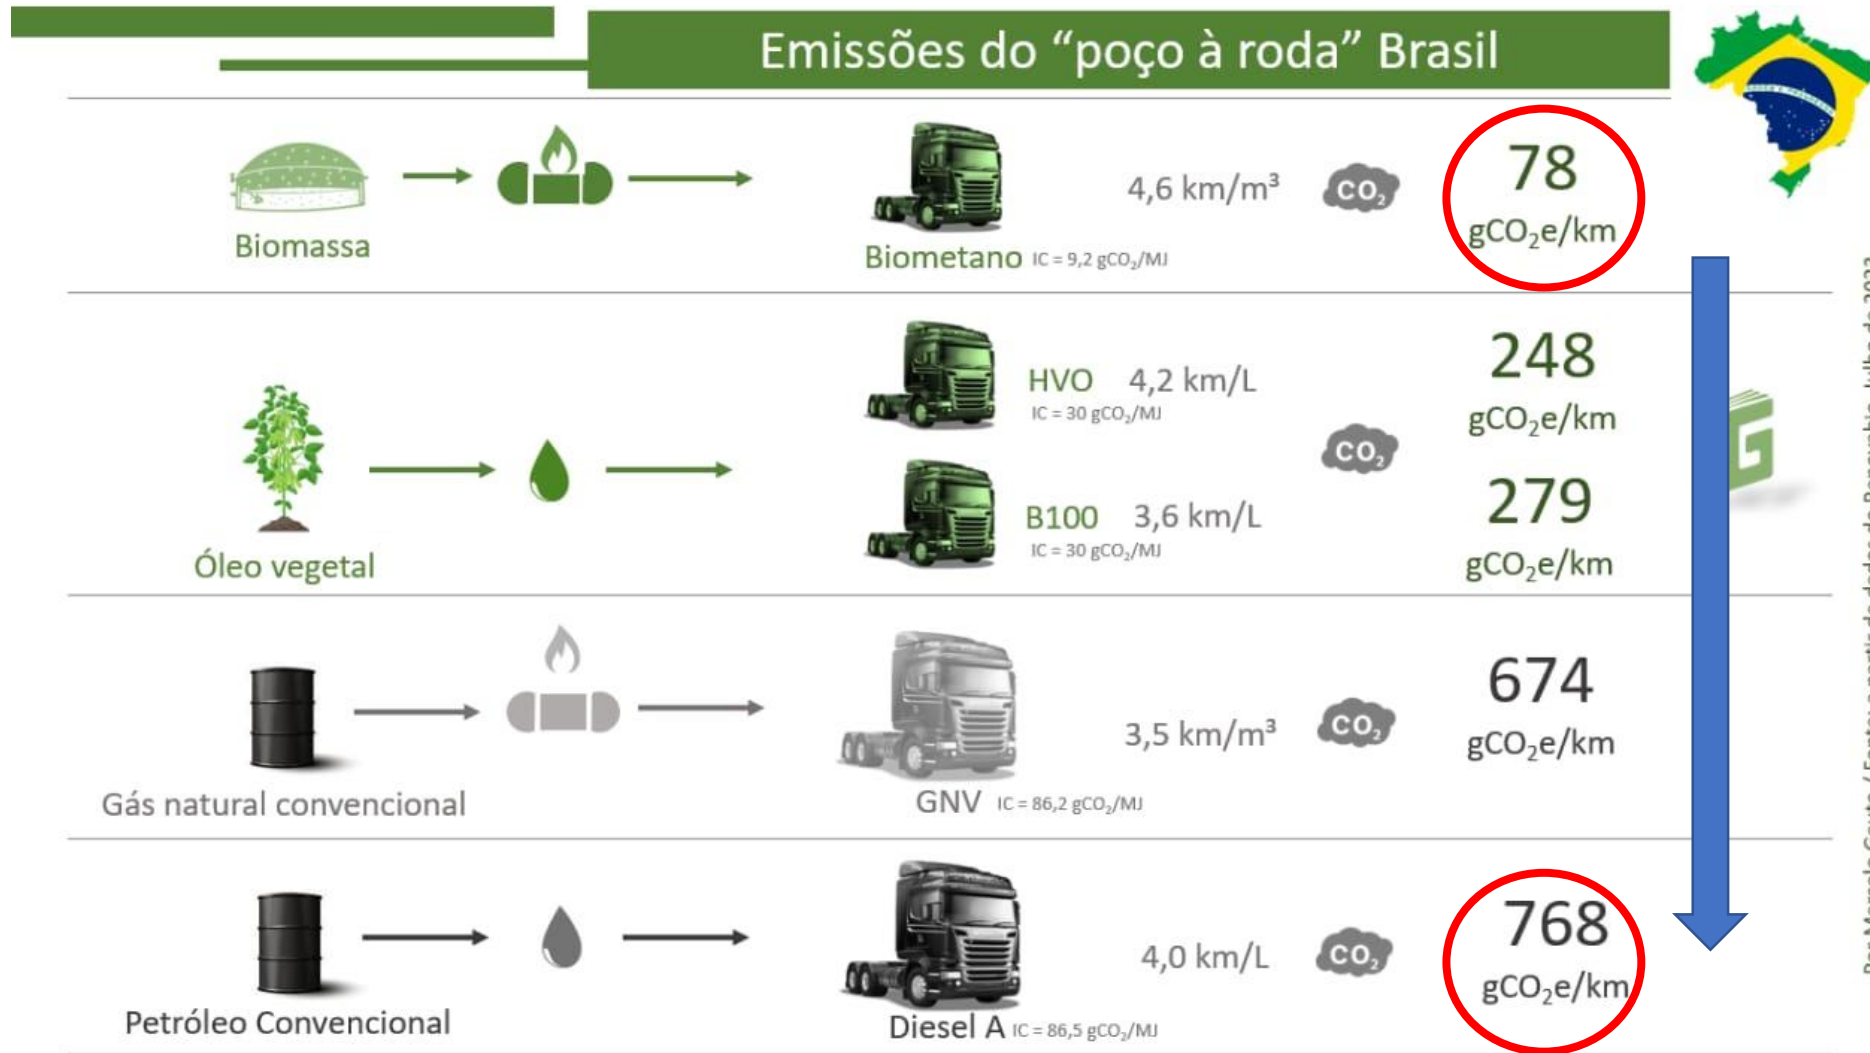 Emissões do “poço à roda” Brasil
Biomassa
Biometano IC = 9,2 gCO₂/MJ
4,6 km/m³
CO₂
78
gCO₂e/km
Óleo vegetal
HVO 4,2 km/L
IC = 30 gCO₂/MJ
B100 3,6 km/L
IC = 30 gCO₂/MJ
CO₂
248
gCO₂e/km
279
gCO₂e/km
G
Gás natural convencional
GNV IC = 86,2 gCO₂/MJ
3,5 km/m³
CO₂
674
gCO₂e/km
Petróleo Convencional
Diesel A IC = 86,5 gCO₂/MJ
4,0 km/L
CO₂
768
gCO₂e/km